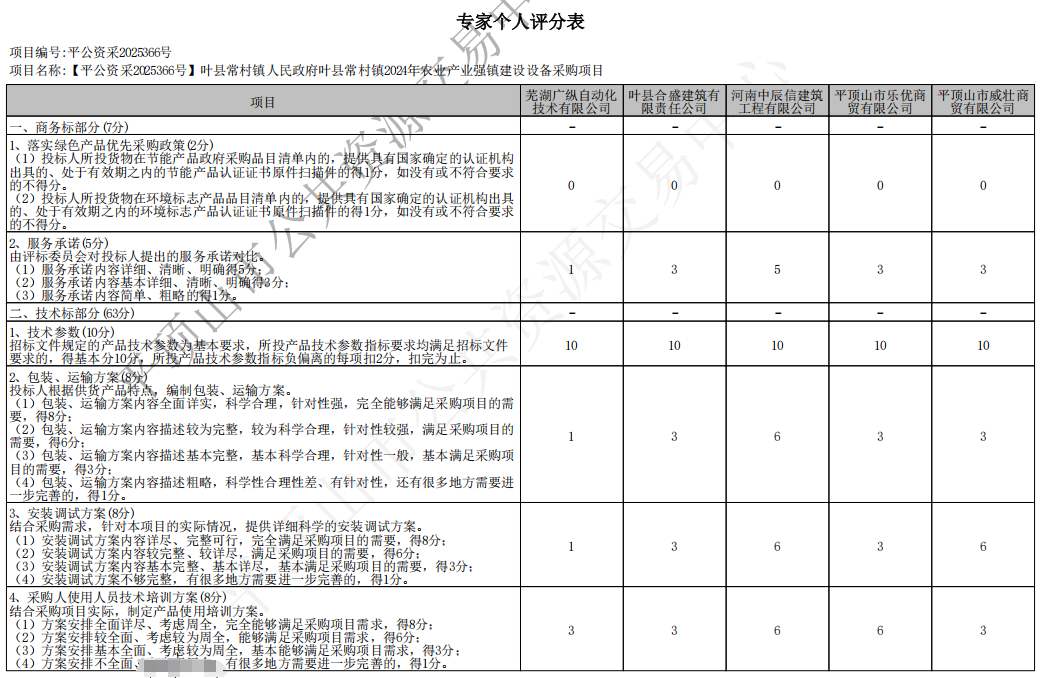 专家个人评分表
项目编号:平公资采2025366号
项目名称:【平公资采2025366号】叶县常村镇人民政府叶县常村镇2024年农业产业强镇建设设备采购项目
项目 芜湖广纵自动化技术有限公司 叶县合盛建筑有限责任公司 河南中辰信建筑工程有限公司 平顶山市乐优商贸有限公司 平顶山市威壮商贸有限公司
一、商务标部分(7分) - - - - -
1、落实绿色产品优先采购政策(2分)
（1）投标人所投货物在节能产品政府采购品目清单内的，提供具有国家确定的认证机构
出具的、处于有效期之内的节能产品认证证书原件扫描件的得1分，如没有或不符合要求
的不得分。
（2）投标人所投货物在环境标志产品品目清单内的，提供具有国家确定的认证机构出具
的、处于有效期之内的环境标志产品认证证书原件扫描件的得1分，如没有或不符合要求
的不得分。
0 0 0 0 0
2、服务承诺(5分)
由评标委员会对投标人提出的服务承诺对比。
（1）服务承诺内容详细、清晰、明确得5分；
（2）服务承诺内容基本详细、清晰、明确得3分；
（3）服务承诺内容简单、粗略的得1分。
1 3 5 3 3
二、技术标部分(63分) - - - - -
1、技术参数(10分)
招标文件规定的产品技术参数为基本要求，所投产品技术参数指标要求均满足招标文件
要求的，得基本分10分，所投产品技术参数指标负偏离的每项扣2分，扣完为止。
10 10 10 10 10
2、包装、运输方案(8分)
投标人根据供货产品特点，编制包装、运输方案。
（1）包装、运输方案内容全面详实，科学合理，针对性强，完全能够满足采购项目的需
要，得8分；
（2）包装、运输方案内容描述较为完整，较为科学合理，针对性较强，满足采购项目的
需要，得6分；
（3）包装、运输方案内容描述基本完整，基本科学合理，针对性一般，基本满足采购项
目的需要，得3分；
（4）包装、运输方案内容描述粗略，科学性合理性差、有针对性，还有很多地方需要进
一步完善的，得1分。
1 3 6 3 3
3、安装调试方案(8分)
结合采购需求，针对本项目的实际情况，提供详细科学的安装调试方案。
（1）安装调试方案内容详尽、完整可行，完全满足采购项目的需要，得8分；
（2）安装调试方案内容较完整、较详尽，满足采购项目的需要，得6分；
（3）安装调试方案内容基本完整、基本详尽，基本满足采购项目的需要，得3分；
（4）安装调试方案不够完整，有很多地方需要进一步完善的，得1分。
1 3 6 3 6
4、采购人使用人员技术培训方案(8分)
结合采购项目实际，制定产品使用培训方案。
（1）方案安排全面详尽、考虑周全，完全能够满足采购项目需求，得8分；
（2）方案安排较全面、考虑较为周全，能够满足采购项目需求，得6分；
（3）方案安排基本全面、考虑较为周全，基本能够满足采购项目需求，得3分；
（4）方案安排不全面、 有很多地方需要进一步完善的，得1分。
3 3 6 6 3
平顶山市公共资源交易中心
平顶山市公共资源交易中心